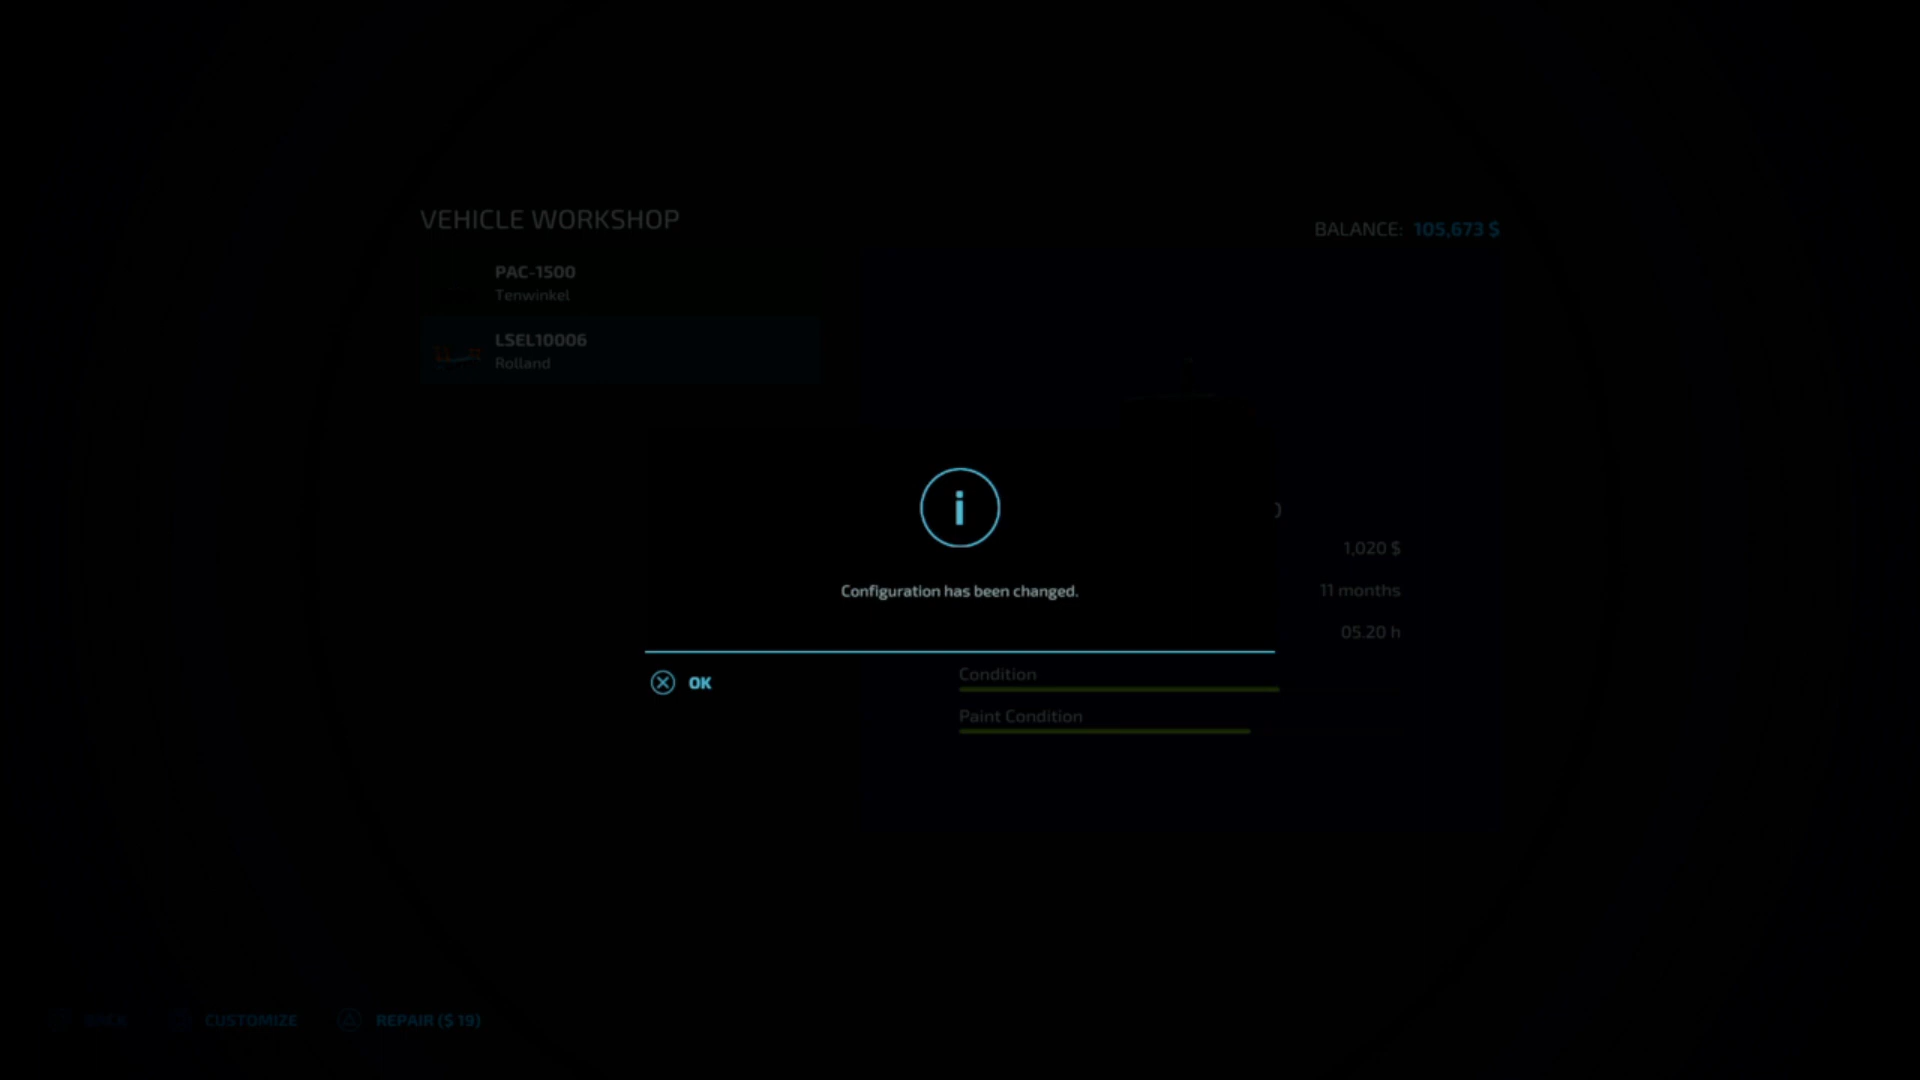 VEHICLE WORKSHOP
BALANCE: 105,673 $
PAC-1500
Tenwinkel
LSEL10006
Rolland
i
1,020 $
Configuration has been changed.
11 months
05.20 h
OK
Condition
Paint Condition
CUSTOMIZE
REPAIR ($ 19)